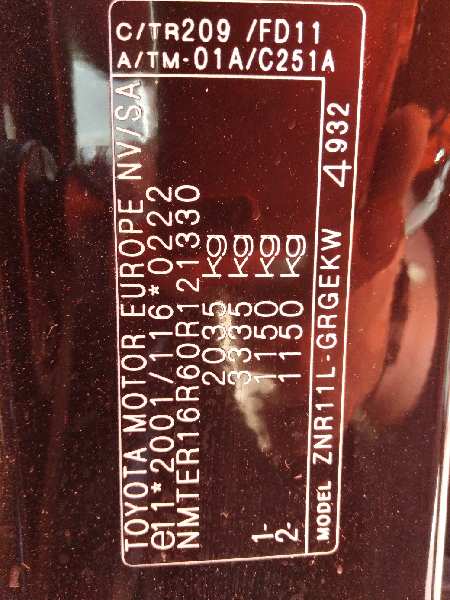 C/TR209 /FD11
A/TM-01A/C251A
TOYOTA MOTOR EUROPE NV/SA
e11*2001/116*0222
NMTER16R60R121330
2035 kg
3335 kg
1- 1150 kg
2- 1150 kg
MODEL ZNR11L-GRGEKW 4932